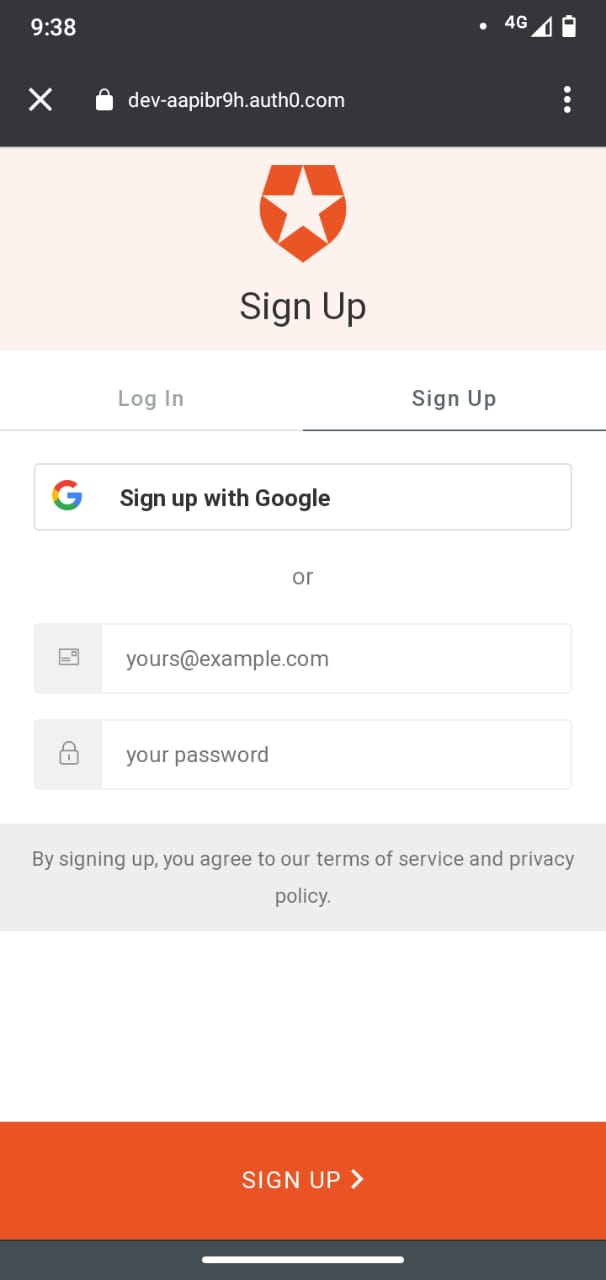 9:38
4G
dev-aapibr9h.auth0.com
Sign Up
Log In
Sign Up
Sign up with Google
or
yours@example.com
your password
By signing up, you agree to our terms of service and privacy
policy.
SIGN UP